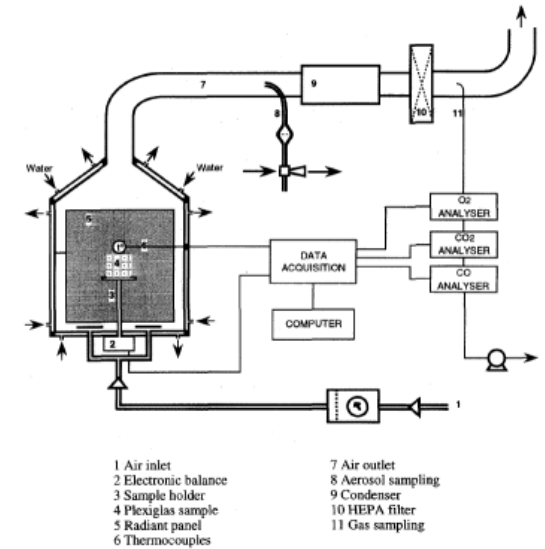 7
9
8
10
11
Water
Water
5
6
4
3
2
O2
ANALYSER
CO2
ANALYSER
CO
ANALYSER
DATA
ACQUISITION
COMPUTER
1
1 Air inlet
2 Electronic balance
3 Sample holder
4 Plexiglas sample
5 Radiant panel
6 Thermocouples
7 Air outlet
8 Aerosol sampling
9 Condenser
10 HEPA filter
11 Gas sampling